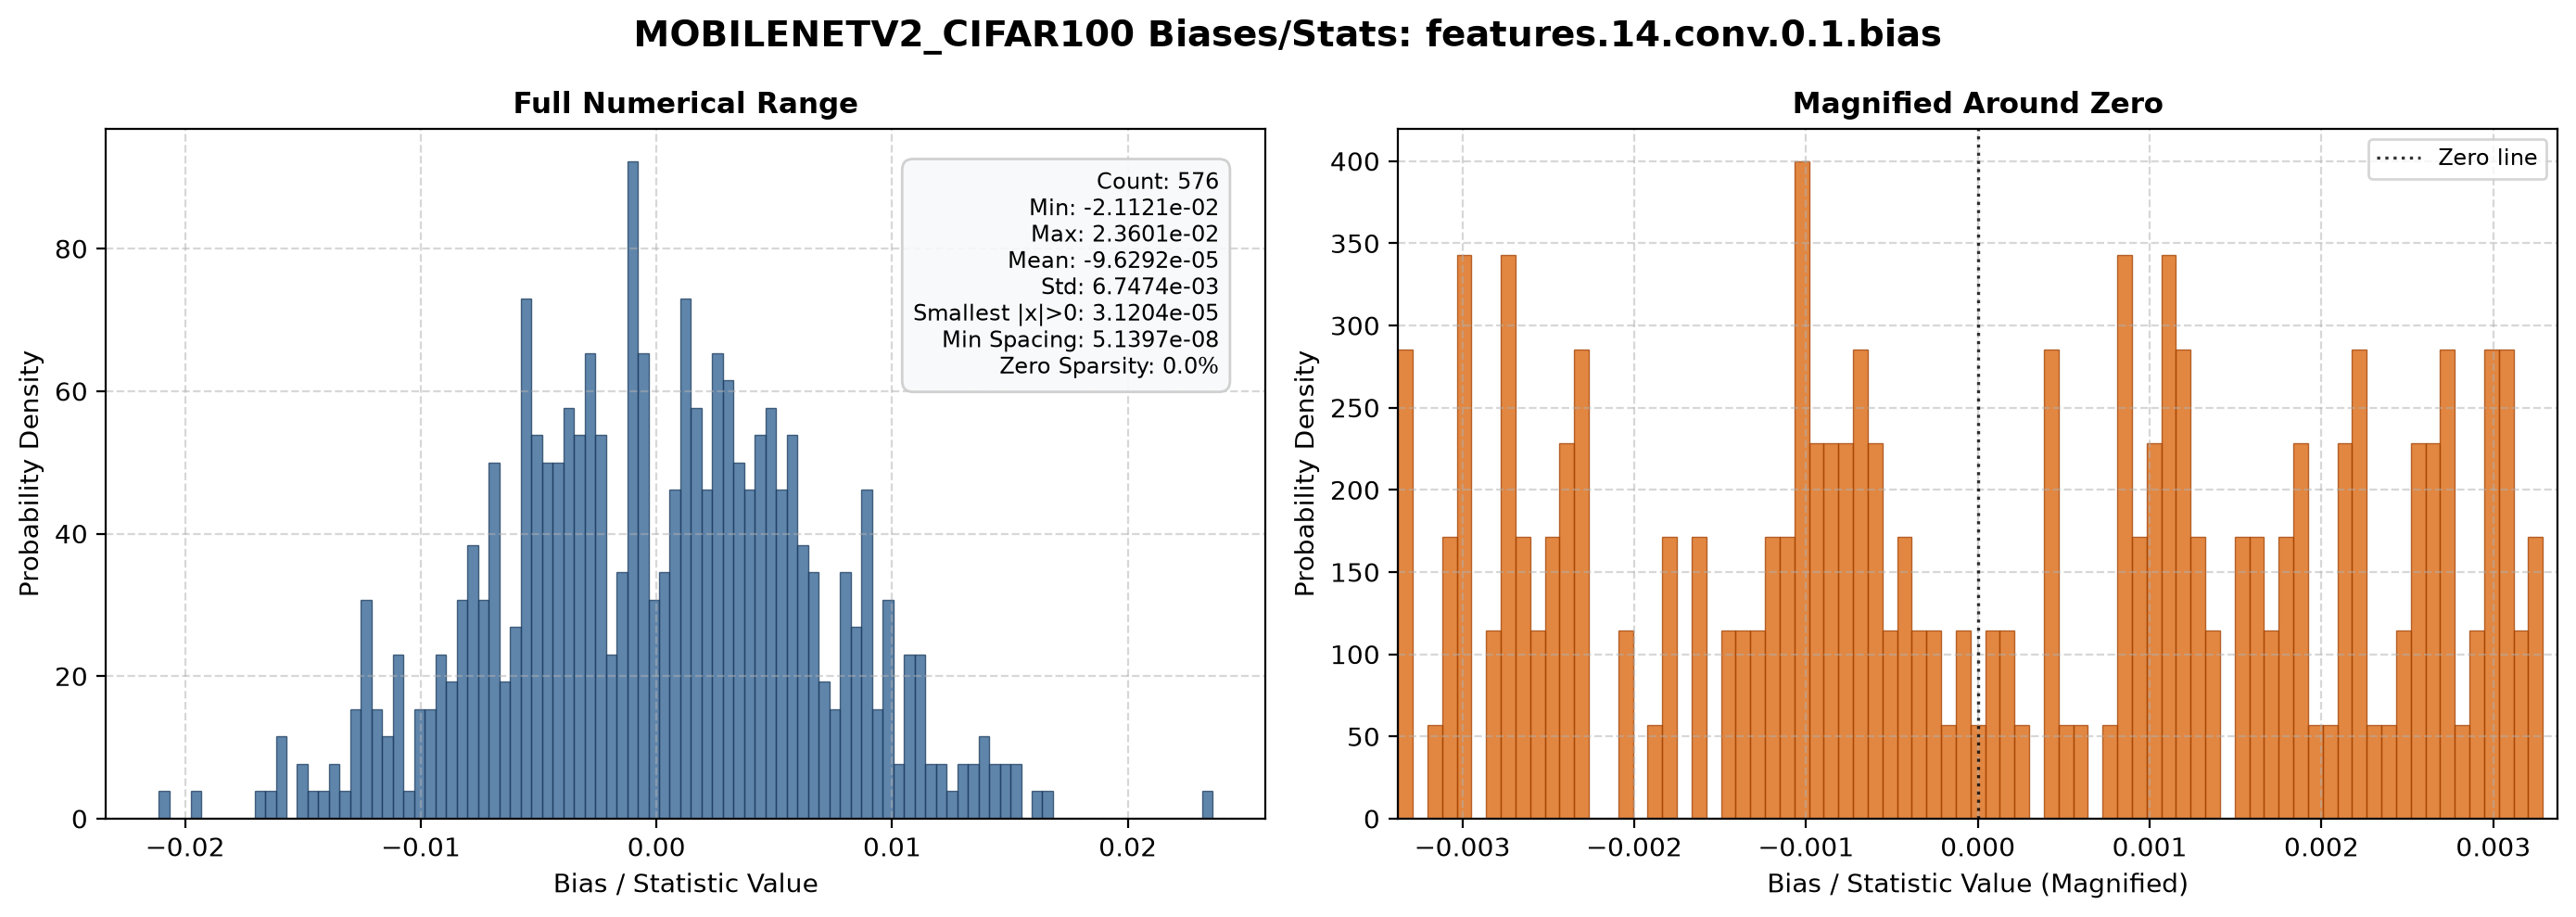 MOBILENETV2_CIFAR100 Biases/Stats: features.14.conv.0.1.bias
Full Numerical Range
Probability Density
80
60
40
20
0
Count: 576
Min: -2.1121e-02
Max: 2.3601e-02
Mean: -9.6292e-05
Std: 6.7474e-03
Smallest |x|>0: 3.1204e-05
Min Spacing: 5.1397e-08
Zero Sparsity: 0.0%
−0.02 −0.01 0.00 0.01 0.02
Bias / Statistic Value
Magnified Around Zero
Probability Density
400
350
300
250
200
150
100
50
0
Zero line
−0.003 −0.002 −0.001 0.000 0.001 0.002 0.003
Bias / Statistic Value (Magnified)